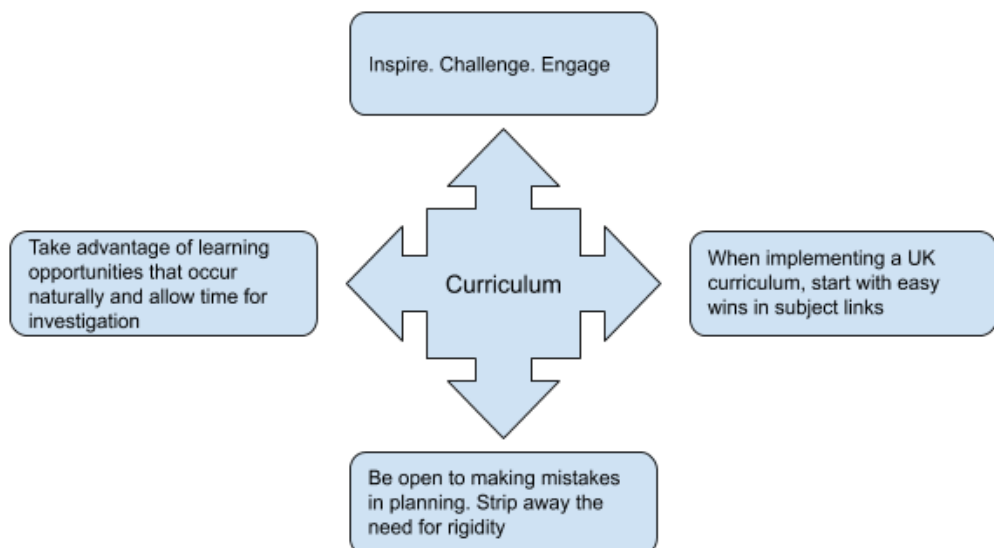 Inspire. Challenge. Engage
Take advantage of learning
opportunities that occur
naturally and allow time for
investigation
Curriculum
When implementing a UK
curriculum, start with easy
wins in subject links
Be open to making mistakes
in planning. Strip away the
need for rigidity